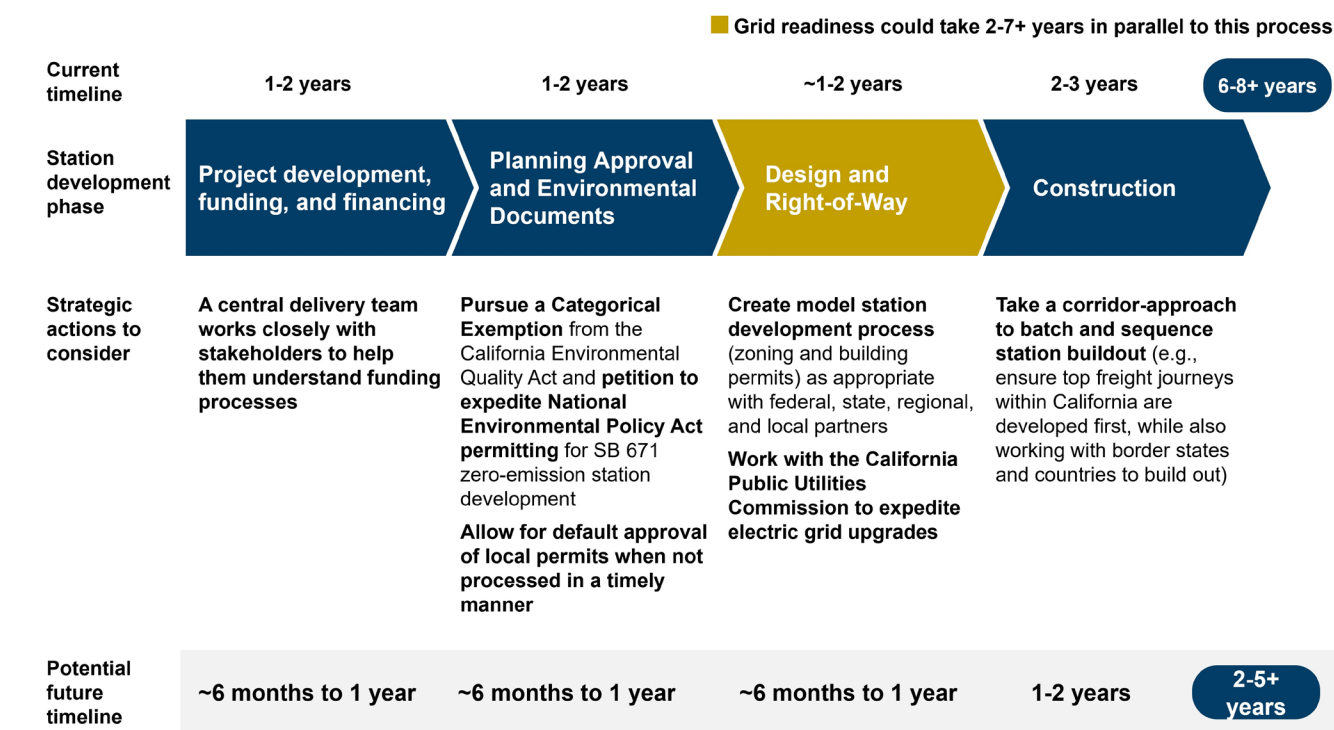 Grid readiness could take 2-7+ years in parallel to this process
Current
timeline
1-2 years
1-2 years
~1-2 years
2-3 years
6-8+ years
Station
development
phase
Project development,
funding, and financing
Planning Approval
and Environmental
Documents
Design and
Right-of-Way
Construction
Strategic
actions to
consider
A central delivery team
works closely with
stakeholders to help
them understand funding
processes
Pursue a Categorical
Exemption from the
California Environmental
Quality Act and petition to
expedite National
Environmental Policy Act
permitting for SB 671
zero-emission station
development
Allow for default approval
of local permits when not
processed in a timely
manner
Create model station
development process
(zoning and building
permits) as appropriate
with federal, state, regional,
and local partners
Work with the California
Public Utilities
Commission to expedite
electric grid upgrades
Take a corridor-approach
to batch and sequence
station buildout (e.g.,
ensure top freight journeys
within California are
developed first, while also
working with border states
and countries to build out)
Potential
future
timeline
~6 months to 1 year
~6 months to 1 year
~6 months to 1 year
1-2 years
2-5+
years